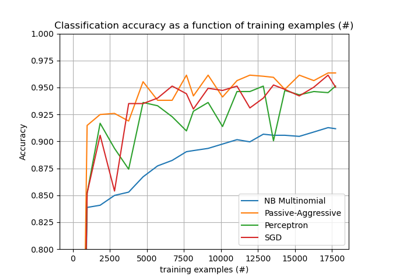 Classification accuracy as a function of training examples (#)
1.000
0.975
0.950
0.925
0.900
0.875
0.850
0.825
0.800
Accuracy
NB Multinomial
Passive-Aggressive
Perceptron
SGD
0 2500 5000 7500 10000 12500 15000 17500
training examples (#)